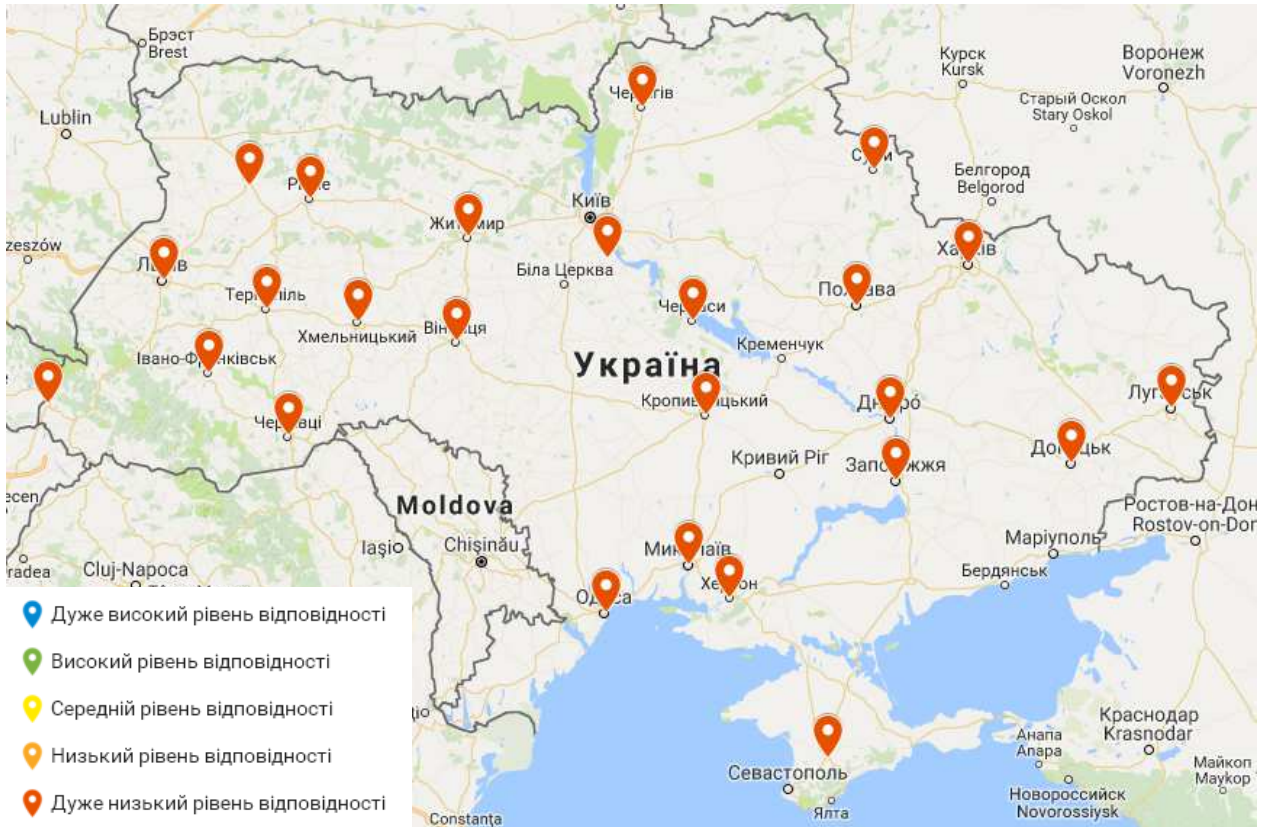 Брэст
Brest
Lublin
Курск
Kursk
Воронеж
Voronezh
Старый Оскол
Stary Oskol
Белгород
Belgorod
Київ
Житомир
Біла Церква
Львів
Тернопіль
Хмельницький
Вінниця
Івано-Франківськ
Чернівці
Чернігів
Суми
Харків
Полтава
Черкаси
Кременчук
Україна
Кропивницький
Дніпро́
Луганськ
Донецьк
Запоріжжя
Кривий Ріг
Moldova
Iași
Chișinău
Cluj-Napoca
Миколаїв
Херсон
Одеса
Маріуполь
Бердянськ
Rostov-on-Don
Рівне
Севастополь
Ялта
Анапа
Anapa
Краснодар
Krasnodar
Новороссийск
Novorossiysk
Майкоп
Maykop
Constanța
Дуже високий рівень відповідності
Високий рівень відповідності
Середній рівень відповідності
Низький рівень відповідності
Дуже низький рівень відповідності